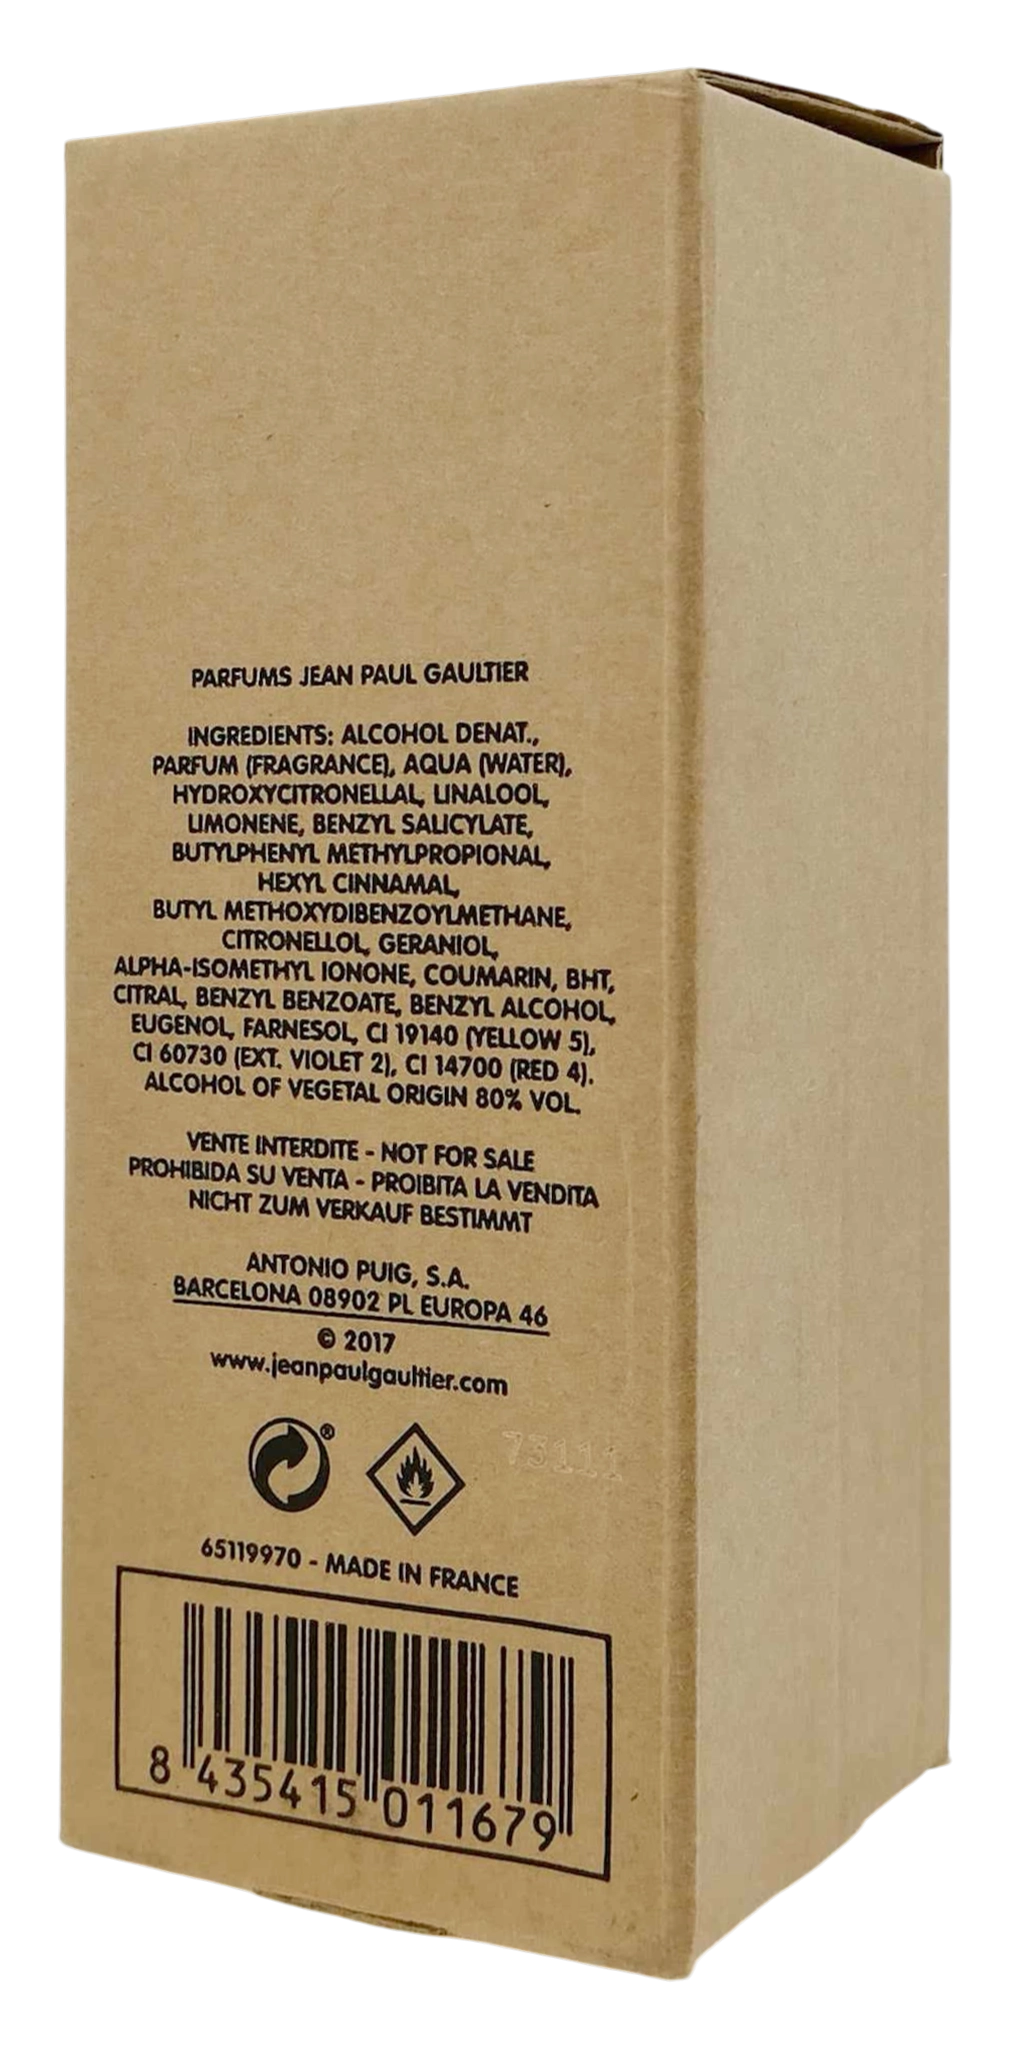 PARFUMS JEAN PAUL GAULTIER
INGREDIENTS: ALCOHOL DENAT.,
PARFUM (FRAGRANCE), AQUA (WATER),
HYDROXYCITRONELLAL, LINALOOL,
LIMONENE, BENZYL SALICYLATE,
BUTYLPHENYL METHYLPROPIONAL,
HEXYL CINNAMAL,
BUTYL METHOXYDIBENZOYLMETHANE,
CITRONELLOL, GERANIOL,
ALPHA-ISOMETHYL IONONE, COUMARIN, BHT,
CITRAL, BENZYL BENZOATE, BENZYL ALCOHOL,
EUGENOL, FARNESOL, CI 19140 (YELLOW 5),
CI 60730 (EXT. VIOLET 2), CI 14700 (RED 4).
ALCOHOL OF VEGETAL ORIGIN 80% VOL.
VENTE INTERDITE - NOT FOR SALE
PROHIBIDA SU VENTA - PROIBITA LA VENDITA
NICHT ZUM VERKAUF BESTIMMT
ANTONIO PUIG, S.A.
BARCELONA 08902 PL EUROPA 46
© 2017
www.jeanpaulgaultier.com
®
73111
65119970 - MADE IN FRANCE
8 435415 011679